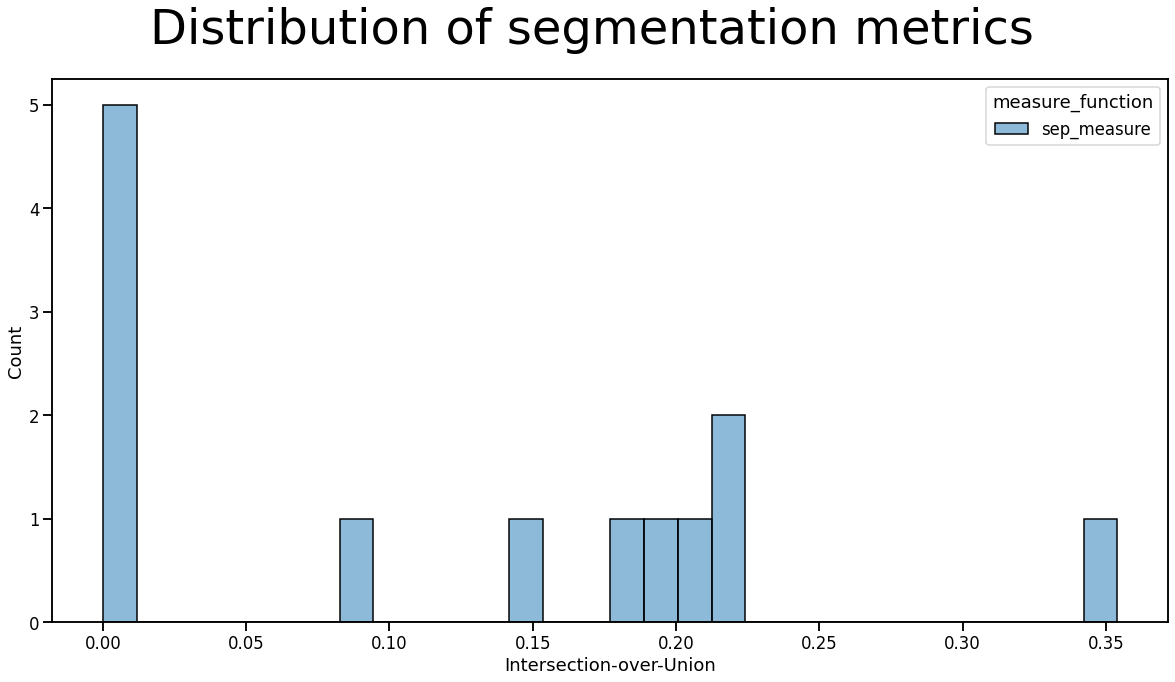 Distribution of segmentation metrics
measure_function
sep_measure
5
4
3
2
1
0
Count
0.00 0.05 0.10 0.15 0.20 0.25 0.30 0.35
Intersection-over-Union